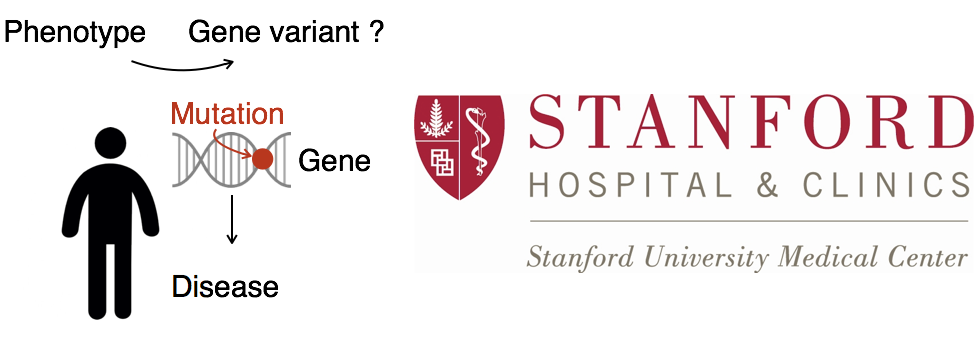 Phenotype Gene variant ?
Mutation
Gene
Disease
STANFORD
HOSPITAL & CLINICS
Stanford University Medical Center